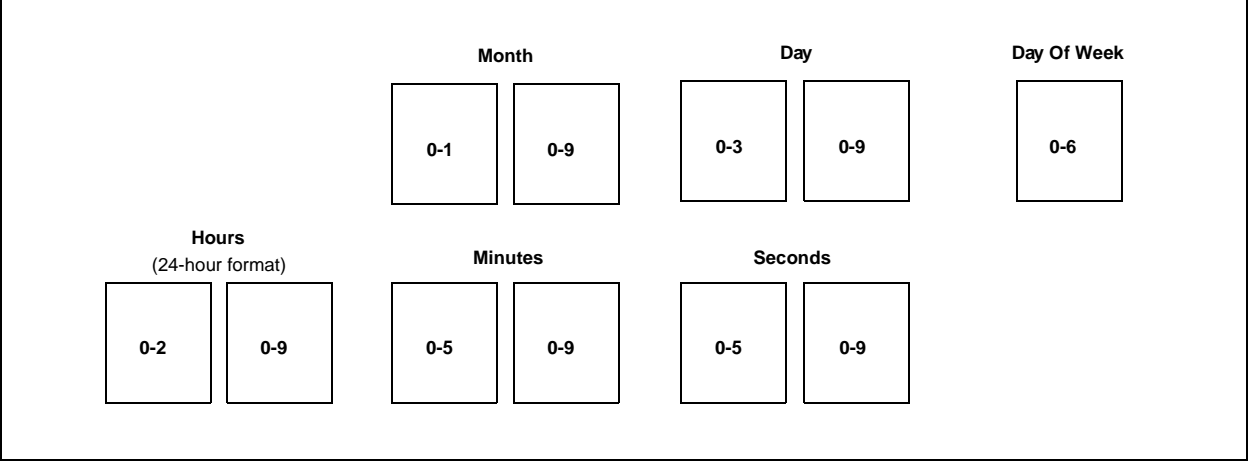 Month Day Day Of Week
0-1 0-9 0-3 0-9 0-6
Hours
(24-hour format) Minutes Seconds
0-2 0-9 0-5 0-9 0-5 0-9